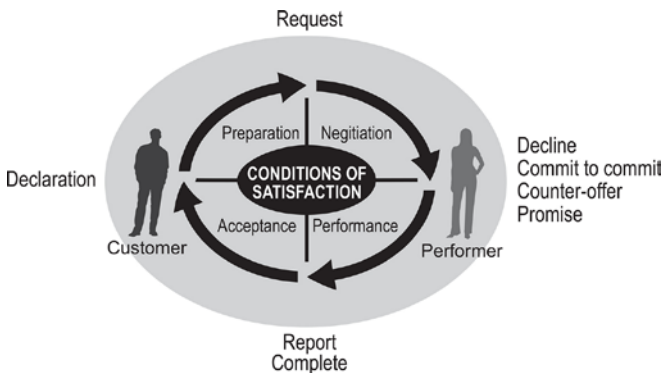 Request
Preparation
Negitiation
Declaration
CONDITIONS OF
SATISFACTION
Decline
Commit to commit
Counter-offer
Promise
Acceptance
Performance
Customer
Performer
Report
Complete